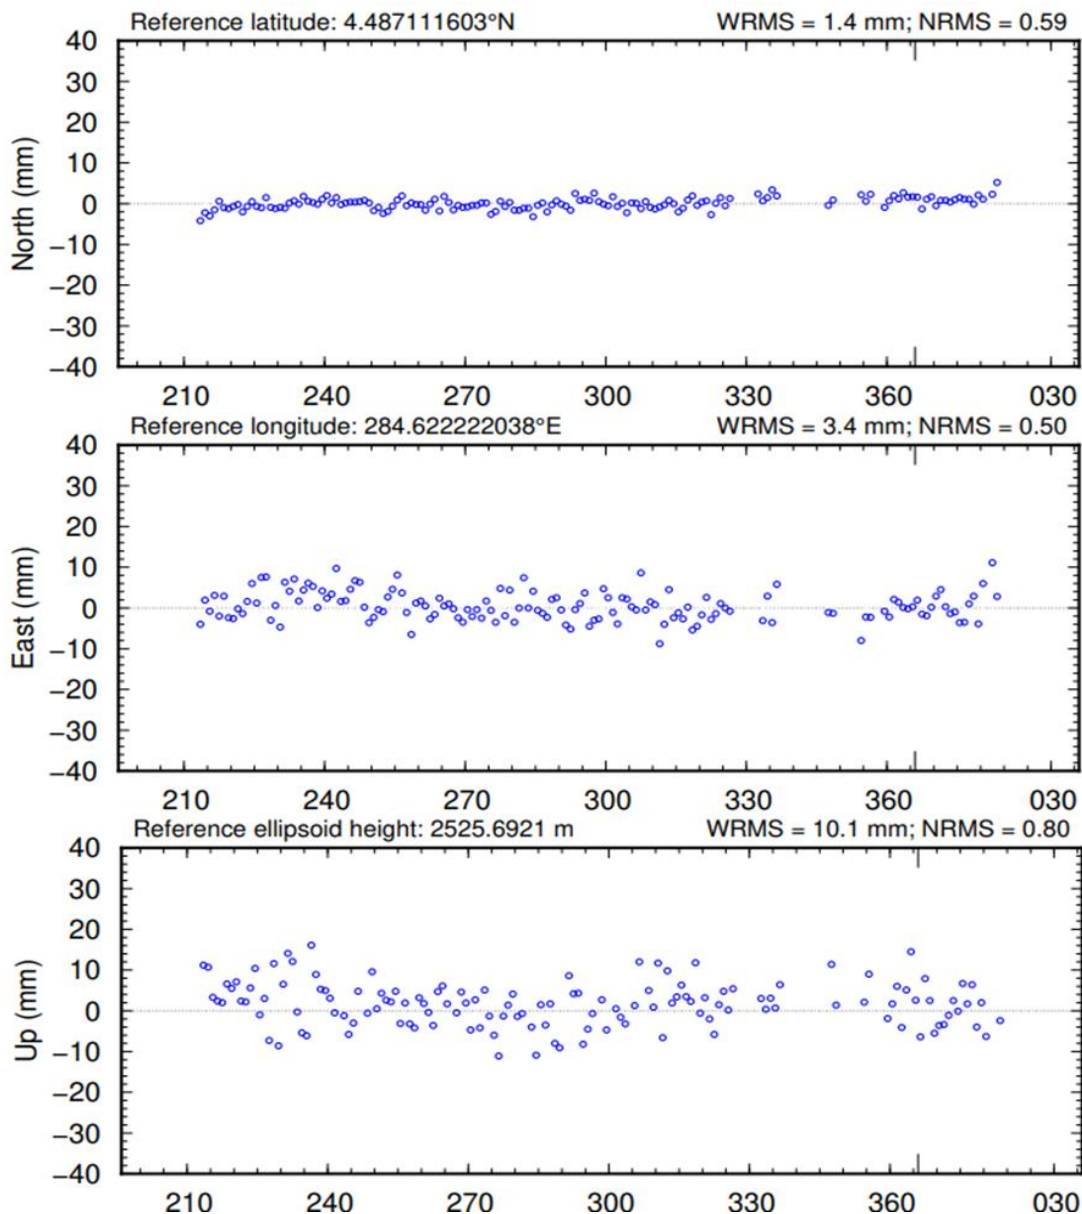 Reference latitude: 4.487111603°N WRMS = 1.4 mm; NRMS = 0.59
40
30
20
10
0
−10
−20
−30
−40
North (mm)
210 240 270 300 330 360 030
Reference longitude: 284.622222038°E WRMS = 3.4 mm; NRMS = 0.50
30
20
10
0
−10
−20
−30
−40
East (mm)
210 240 270 300 330 360 030
Reference ellipsoid height: 2525.6921 m WRMS = 10.1 mm; NRMS = 0.80
40
30
20
10
0
−10
−20
−30
−40
Up (mm)
210 240 270 300 330 360 030